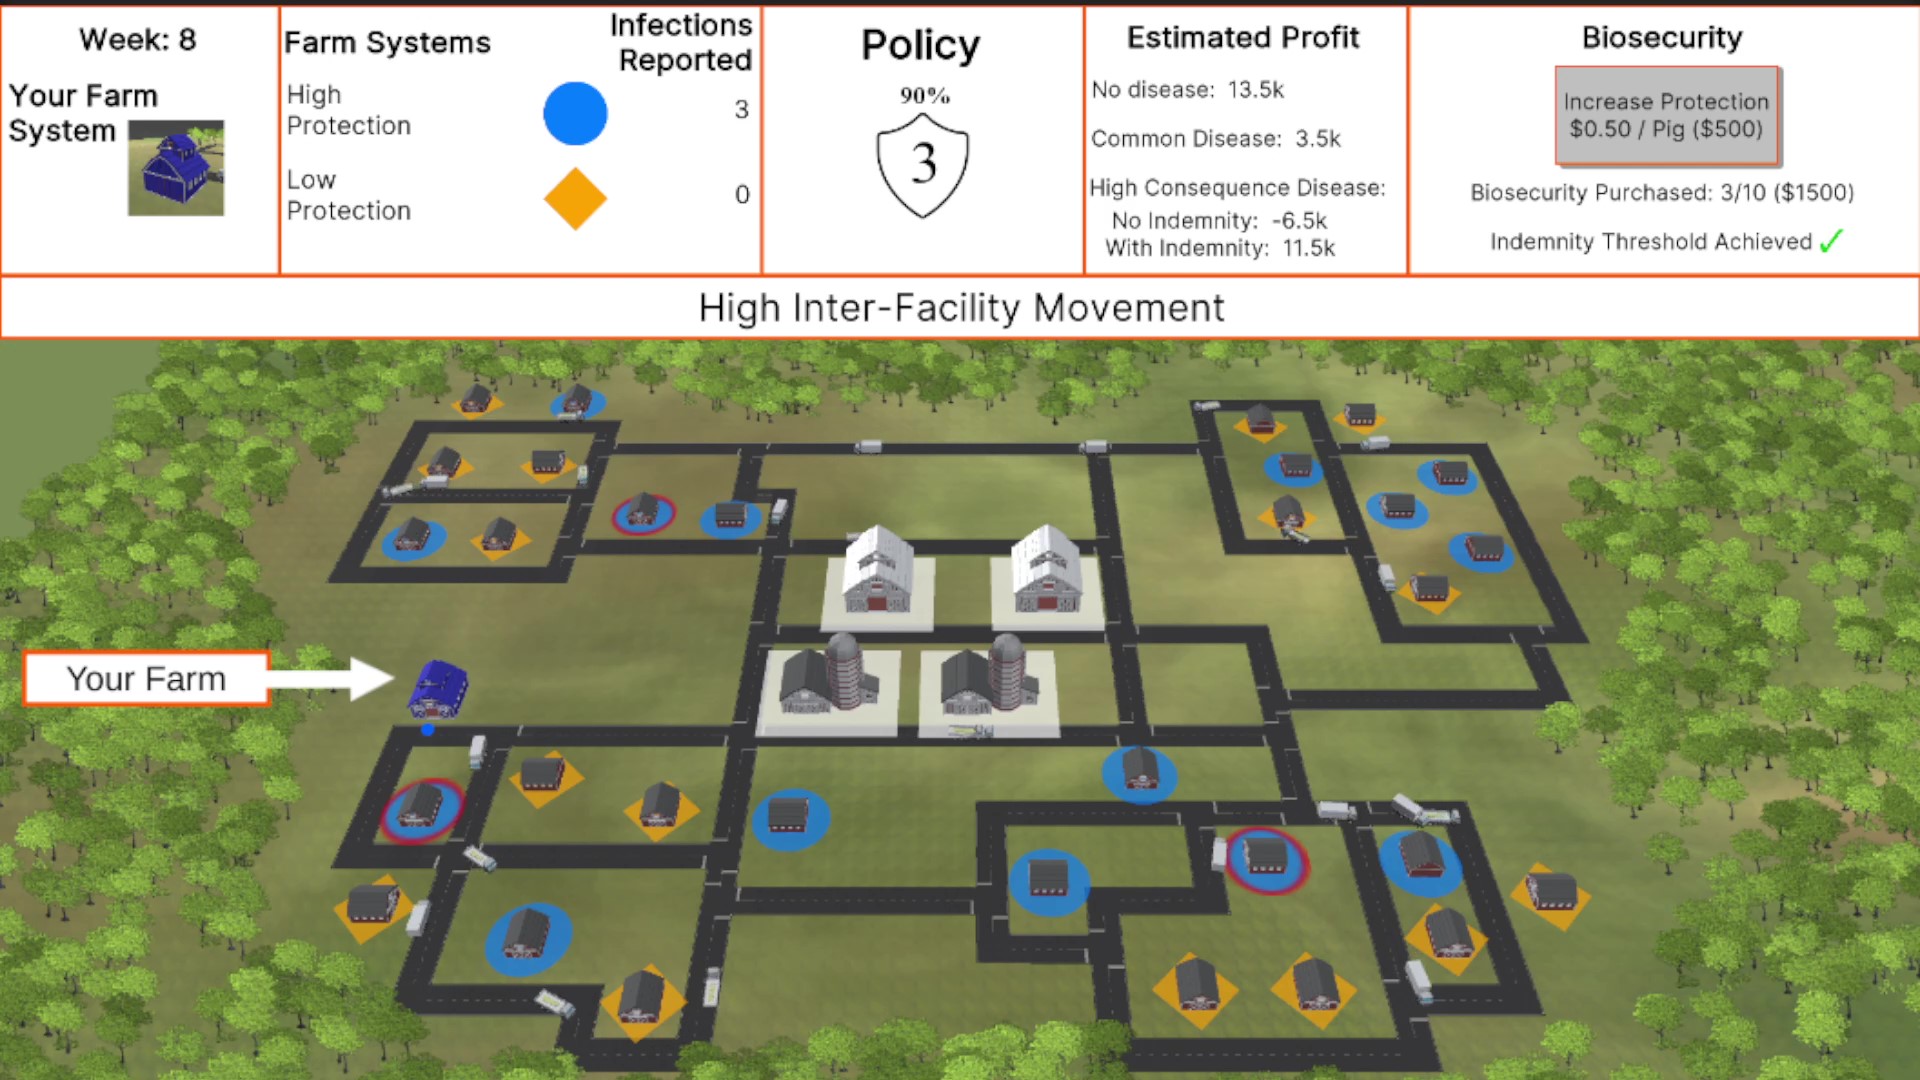 Week: 8
Your Farm
System
Farm Systems
Infections
Reported
High
Protection
3
Low
Protection
0
Policy
90%
3
Estimated Profit
No disease: 13.5k
Common Disease: 3.5k
High Consequence Disease:
No Indemnity: -6.5k
With Indemnity: 11.5k
Biosecurity
Increase Protection
$0.50 / Pig ($500)
Biosecurity Purchased: 3/10 ($1500)
Indemnity Threshold Achieved ✓
High Inter-Facility Movement
Your Farm